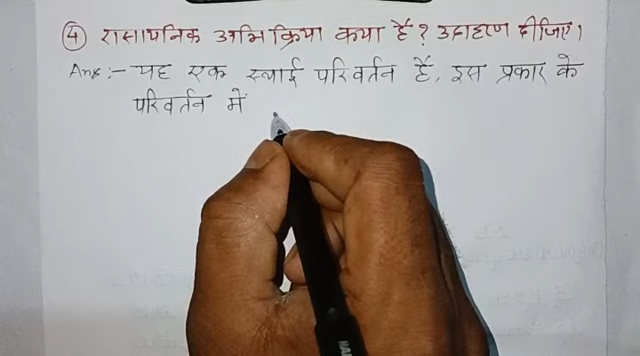 ④ रासायनिक अभिक्रिया क्या है? उदाहरण दीजिए।
Ans:- यह एक स्थाई परिवर्तन है, इस प्रकार के
परिवर्तन में